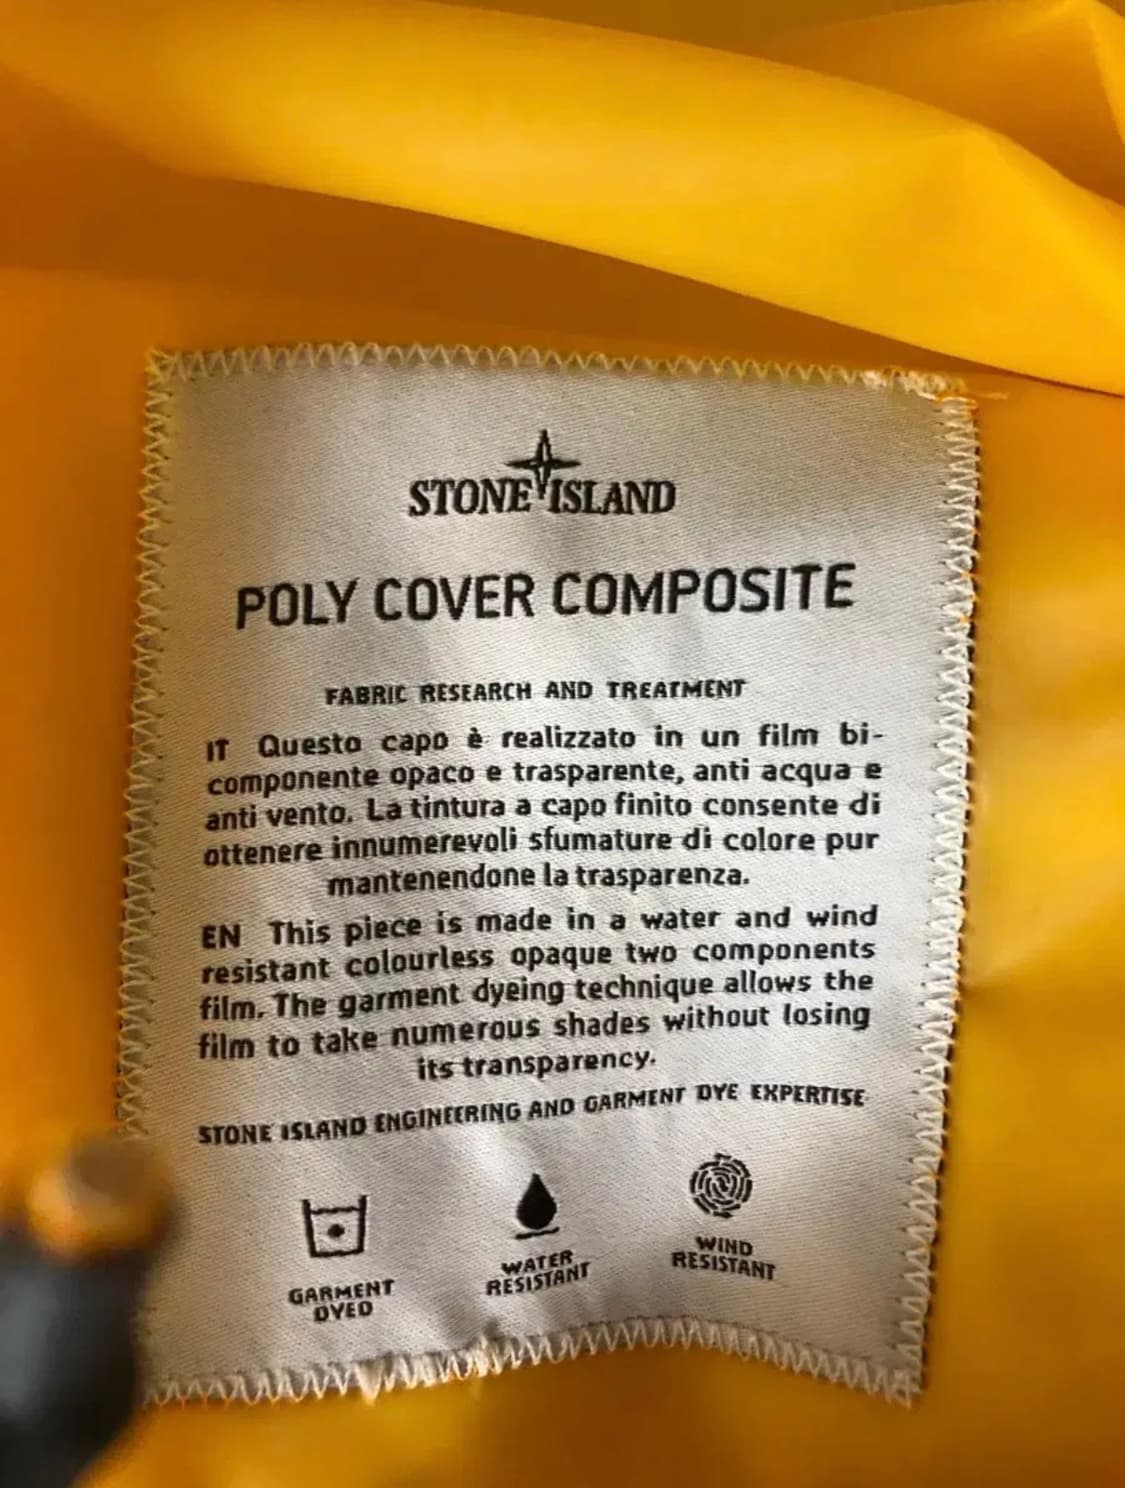 STONE ISLAND
POLY COVER COMPOSITE
FABRIC RESEARCH AND TREATMENT
IT Questo capo è realizzato in un film bi-
componente opaco e trasparente, anti acqua e
anti vento. La tintura a capo finito consente di
ottenere innumerevoli sfumature di colore pur
mantenendone la trasparenza.
EN This piece is made in a water and wind
resistant colourless opaque two components
film. The garment dyeing technique allows the
film to take numerous shades without losing
its transparency.
STONE ISLAND ENGINEERING AND GARMENT DYE EXPERTISE
GARMENT
DYED
WATER
RESISTANT
WIND
RESISTANT